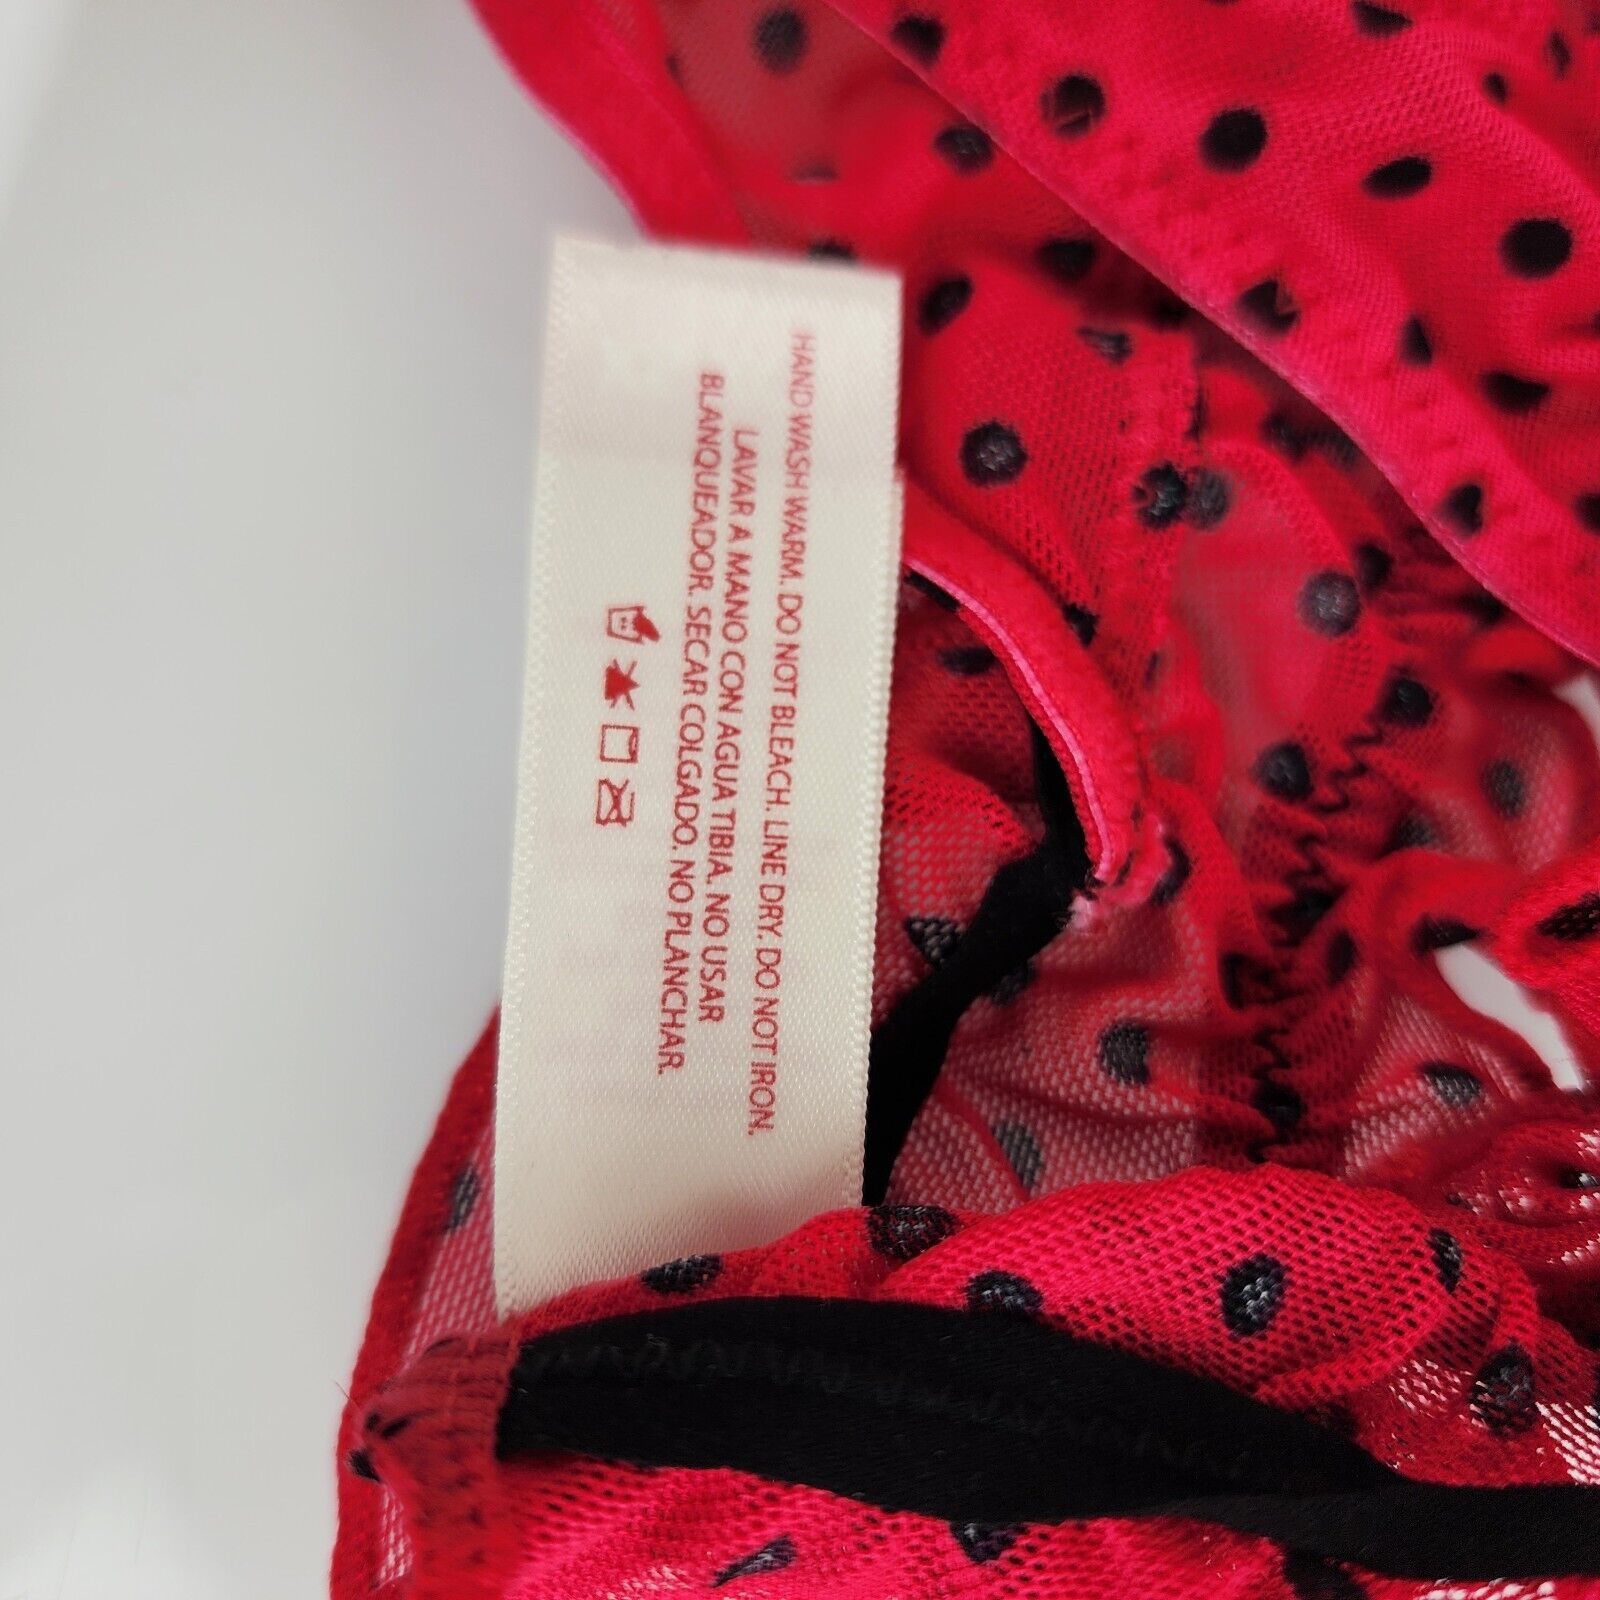 HAND WASH WARM. DO NOT BLEACH. LINE DRY. DO NOT IRON.
LAVAR A MANO CON AGUA TIBIA. NO USAR
BLANQUEADOR. SECAR COLGADO. NO PLANCHAR.